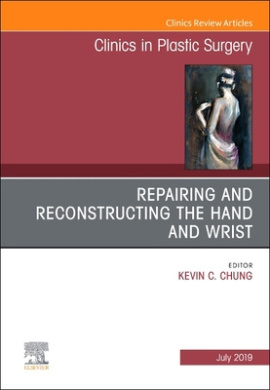 Clinics Review Articles
Clinics in Plastic Surgery
REPAIRING AND
RECONSTRUCTING THE HAND
AND WRIST
EDITOR
KEVIN C. CHUNG
ELSEVIER
July 2019